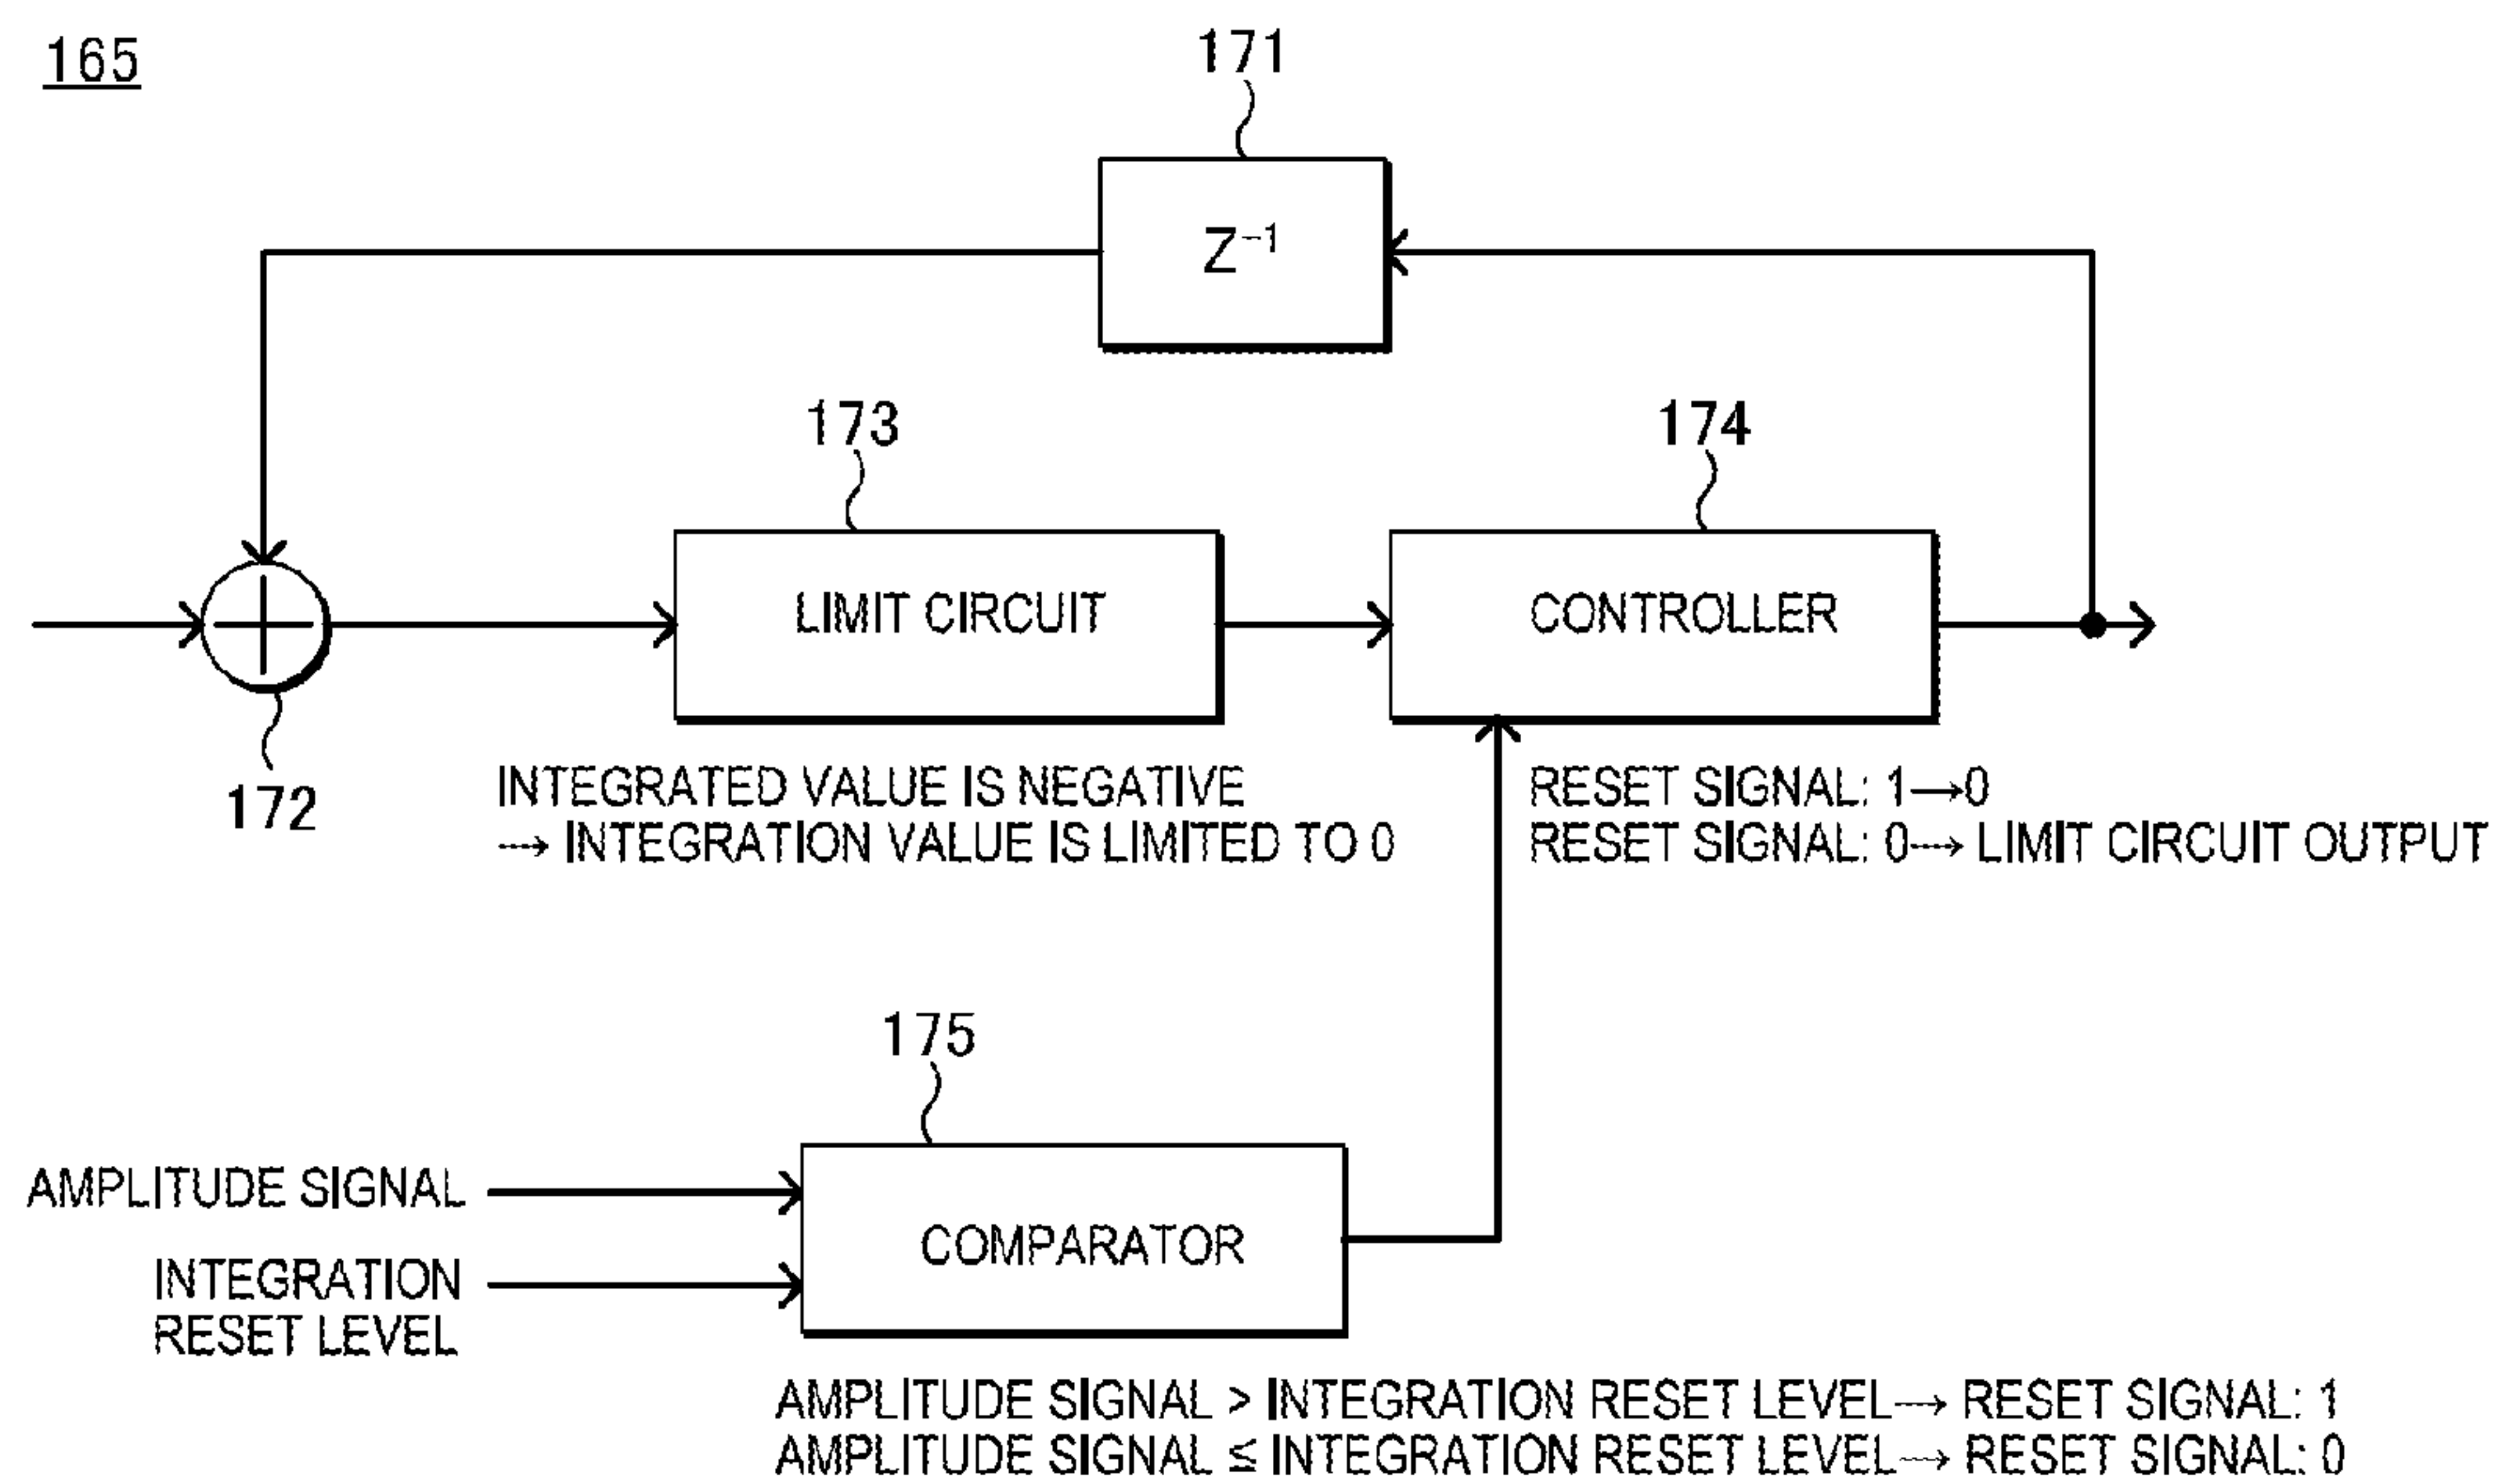 165
171
Z⁻¹
173
174
LIMIT CIRCUIT
CONTROLLER
172
INTEGRATED VALUE IS NEGATIVE
→ INTEGRATION VALUE IS LIMITED TO 0
RESET SIGNAL: 1→0
RESET SIGNAL: 0→ LIMIT CIRCUIT OUTPUT
175
AMPLITUDE SIGNAL
INTEGRATION
RESET LEVEL
COMPARATOR
AMPLITUDE SIGNAL > INTEGRATION RESET LEVEL→ RESET SIGNAL: 1
AMPLITUDE SIGNAL ≦ INTEGRATION RESET LEVEL→ RESET SIGNAL: 0